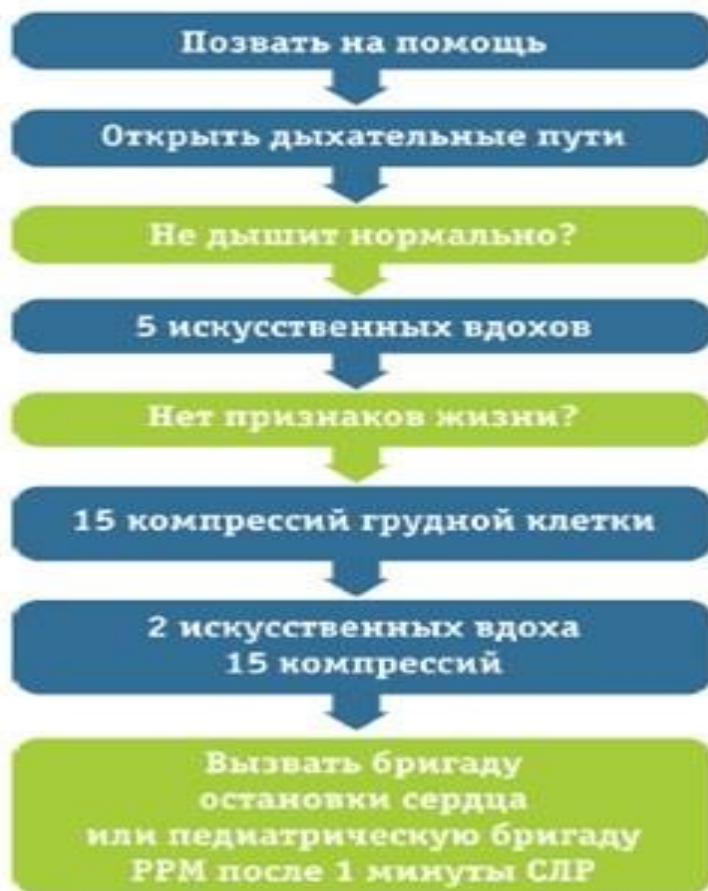 Позвать на помощь
Открыть дыхательные пути
Не дышит нормально?
5 искусственных вдохов
Нет признаков жизни?
15 компрессий грудной клетки
2 искусственных вдоха
15 компрессий
Вызвать бригаду
остановки сердца
или педиатрическую бригаду
РРМ после 1 минуты СЛР